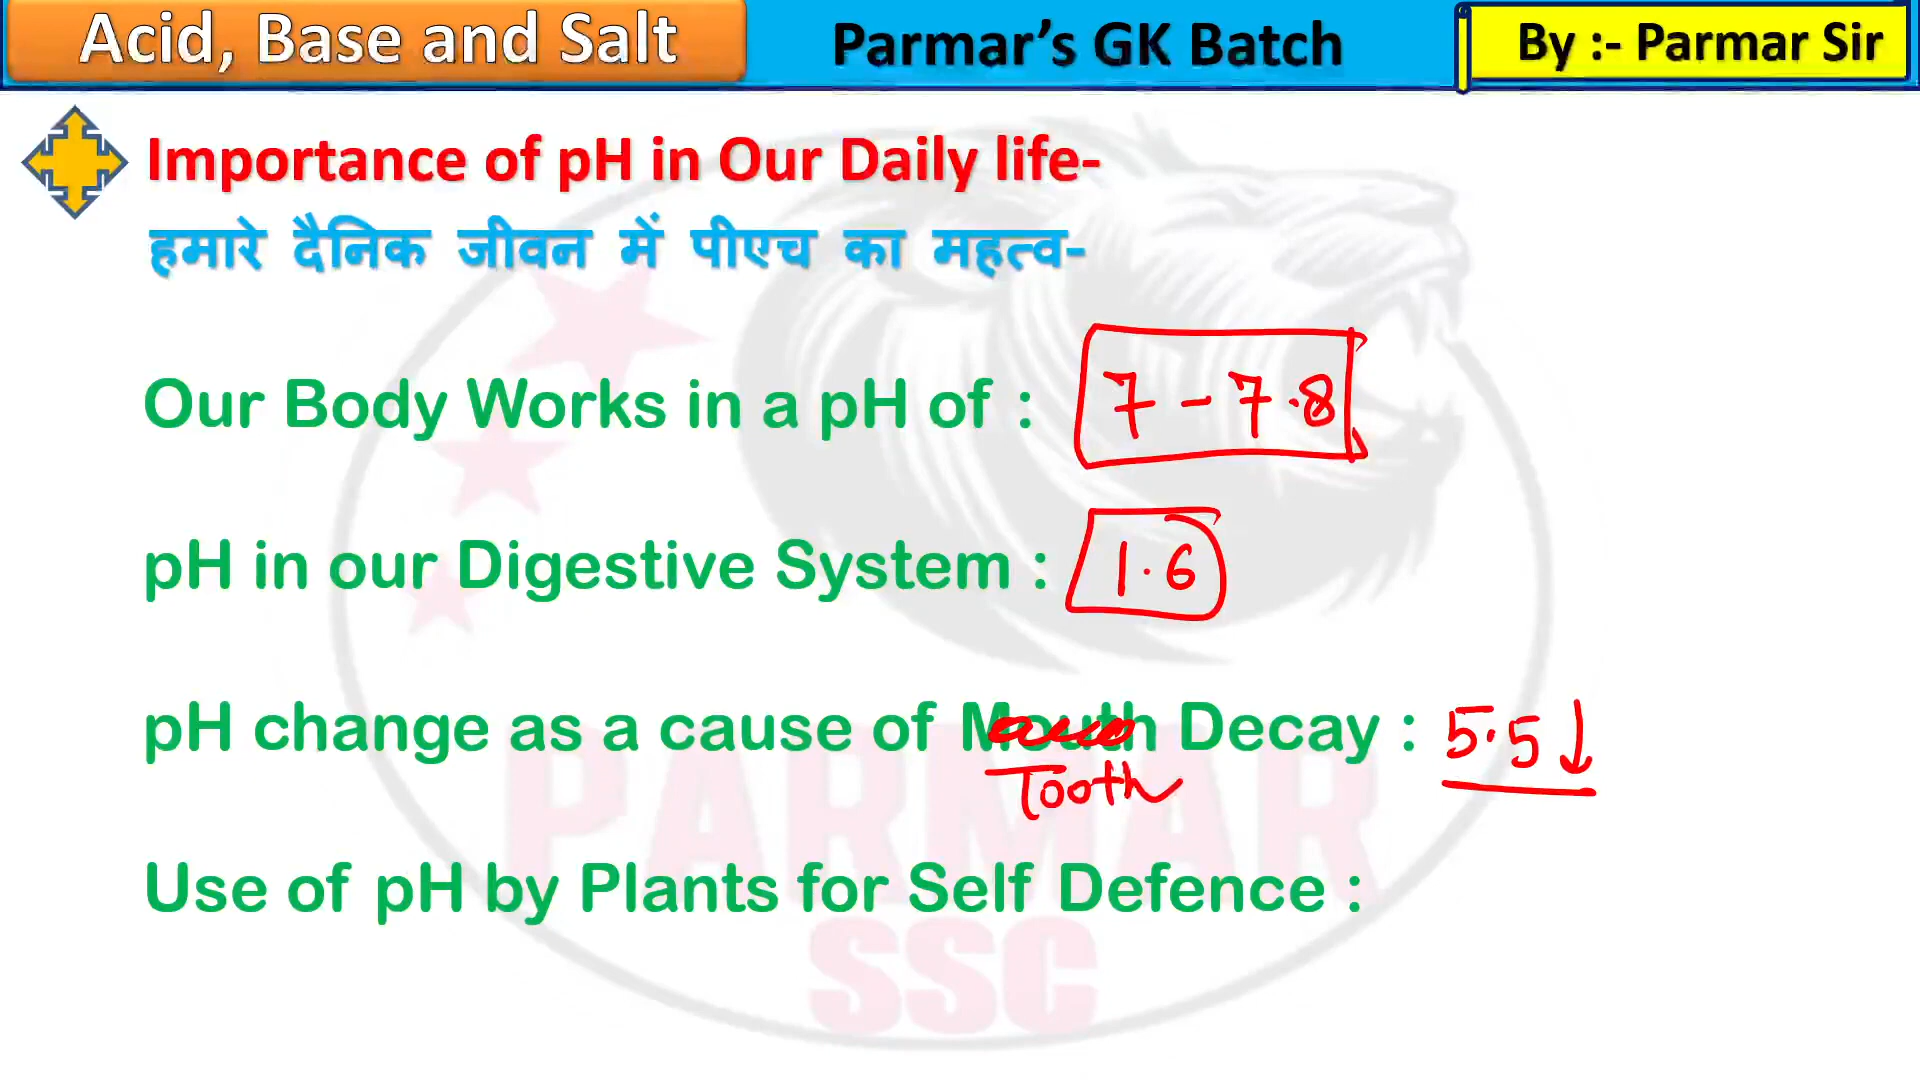 Acid, Base and Salt
Parmar's GK Batch
By :- Parmar Sir
Importance of pH in Our Daily life-
हमारे दैनिक जीवन में पीएच का महत्व-
Our Body Works in a pH of : 7 - 7.8
pH in our Digestive System : 1.6
pH change as a cause of Mouth Decay : 5.5↓
Tooth
Use of pH by Plants for Self Defence :
PARMAR
SSC